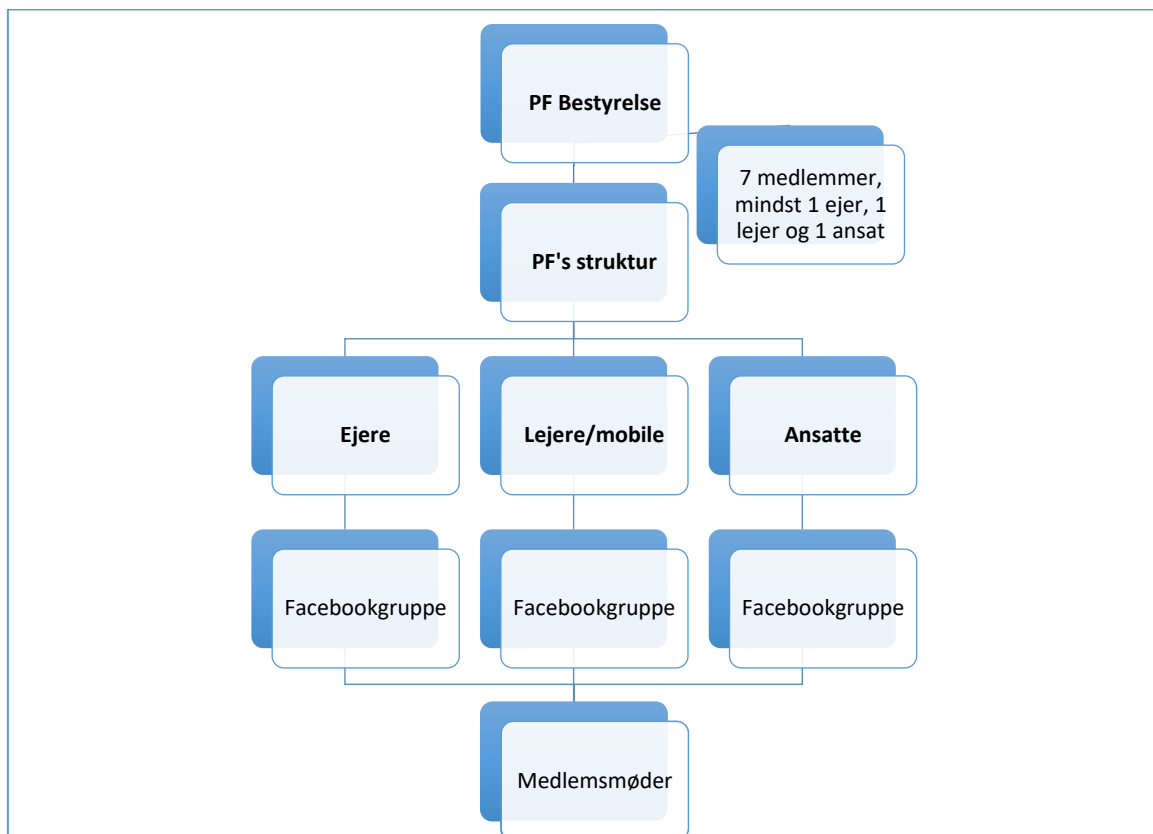 PF Bestyrelse
7 medlemmer,
mindst 1 ejer, 1
lejer og 1 ansat
PF's struktur
Ejere
Lejere/mobile
Ansatte
Facebookgruppe
Facebookgruppe
Facebookgruppe
Medlemsmøder